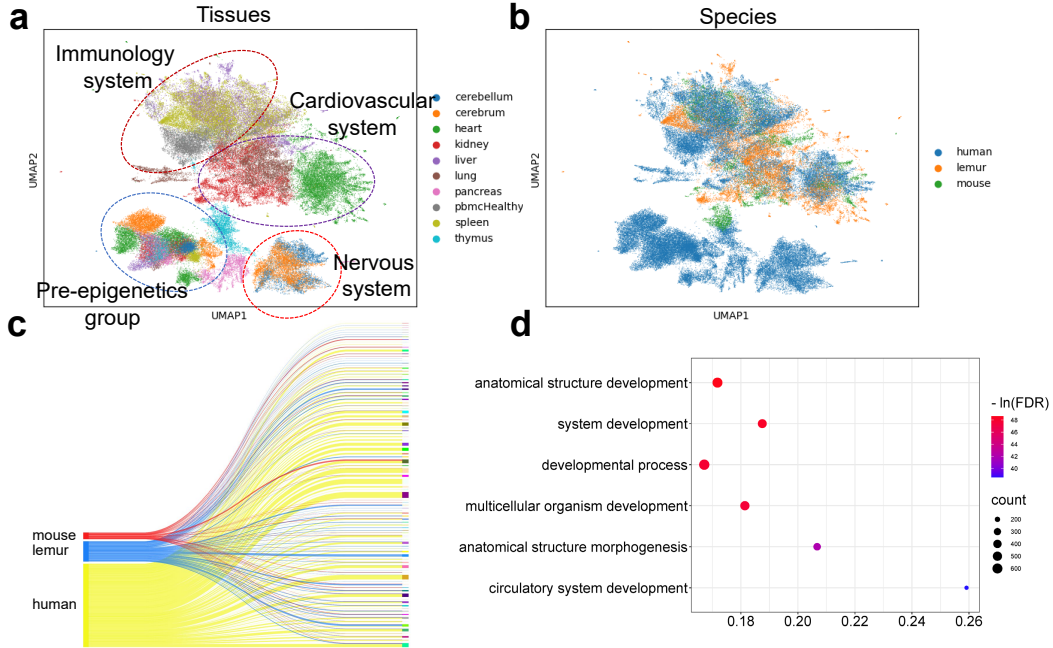 a
Tissues
Immunology
system
Cardiovascular
system
Pre-epigenetics
group
Nervous
system
UMAP2
UMAP1
cerebellum
cerebrum
heart
kidney
liver
lung
pancreas
pbmcHealthy
spleen
thymus
b
Species
UMAP2
UMAP1
human
lemur
mouse
c
mouse
lemur
human
d
anatomical structure development
system development
developmental process
multicellular organism development
anatomical structure morphogenesis
circulatory system development
0.18 0.20 0.22 0.24 0.26
- ln(FDR)
48
46
44
42
40
count
200
300
400
500
600